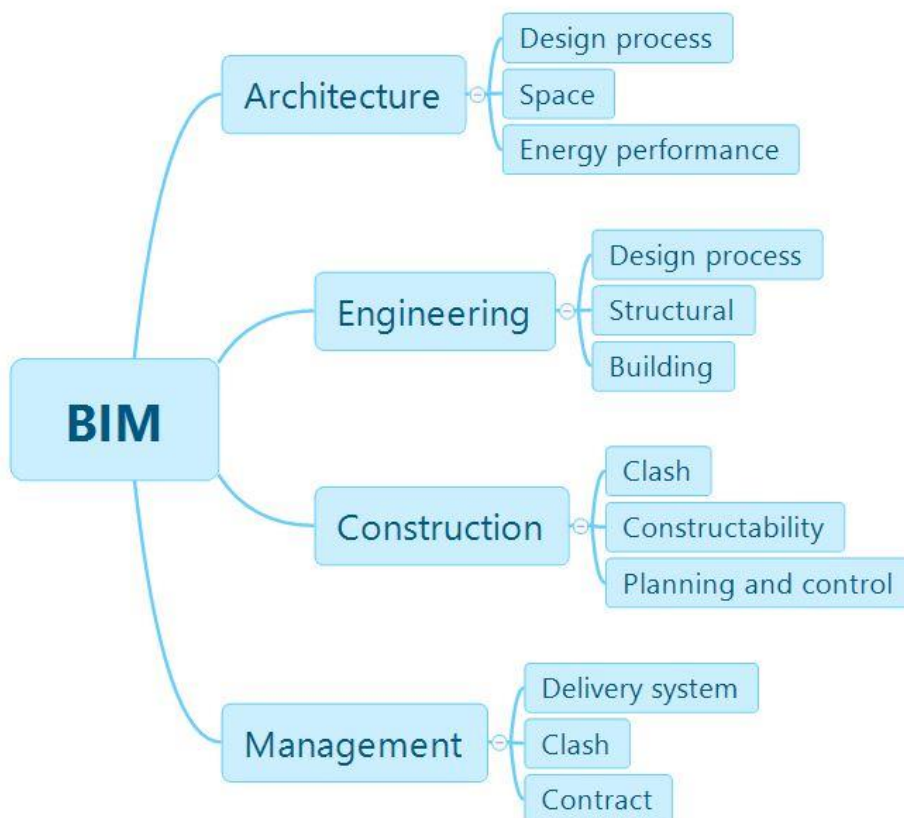 BIM
Architecture
Design process
Space
Energy performance
Engineering
Design process
Structural
Building
Construction
Clash
Constructability
Planning and control
Management
Delivery system
Clash
Contract